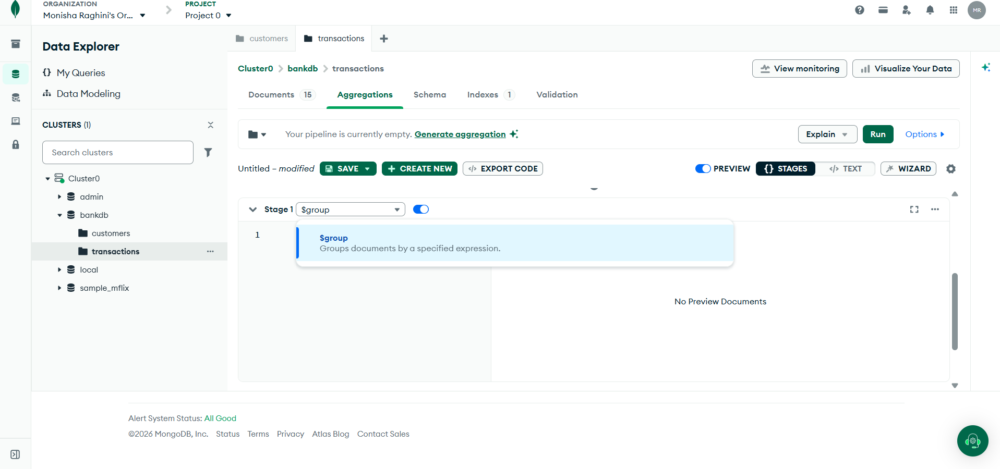 ORGANIZATION
Monisha Raghini's Or...
PROJECT
Project 0
MR
Data Explorer
My Queries
Data Modeling
CLUSTERS (1)
Search clusters
Cluster0
admin
bankdb
customers
transactions
local
sample_mflix
customers
transactions
Cluster0 bankdb transactions
View monitoring
Visualize Your Data
Documents 15
Aggregations
Schema
Indexes 1
Validation
Your pipeline is currently empty. Generate aggregation
Explain
Run
Options
Untitled – modified
SAVE
CREATE NEW
EXPORT CODE
PREVIEW
STAGES
TEXT
WIZARD
Stage 1 $group
1
$group
Groups documents by a specified expression.
No Preview Documents
Alert System Status: All Good
©2026 MongoDB, Inc. Status Terms Privacy Atlas Blog Contact Sales